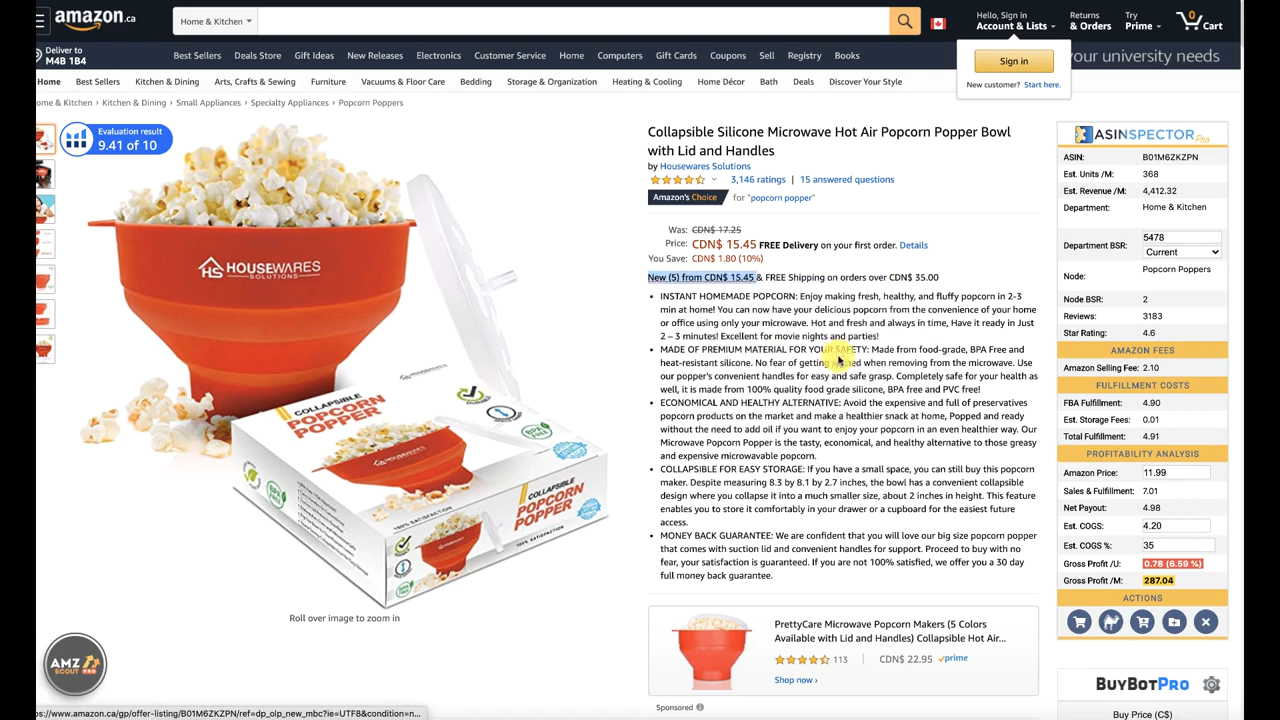 amazon.ca
Home & Kitchen
Hello, Sign in
Account & Lists
Returns
& Orders
Try
Prime
0
Cart
Deliver to
M4B 1B4
Best Sellers
Deals Store
Gift Ideas
New Releases
Electronics
Customer Service
Home
Computers
Gift Cards
Coupons
Sell
Registry
Books
your university needs
Sign in
New customer? Start here.
Home
Best Sellers
Kitchen & Dining
Arts, Crafts & Sewing
Furniture
Vacuums & Floor Care
Bedding
Storage & Organization
Heating & Cooling
Home Décor
Bath
Deals
Discover Your Style
ome & Kitchen › Kitchen & Dining › Small Appliances › Specialty Appliances › Popcorn Poppers
Evaluation result
9.41 of 10
HOUSEWARES
SOLUTIONS
COLLAPSIBLE
POPCORN
POPPER
COLLAPSIBLE
POPCORN
POPPER
100% SATISFACTION
HOUSEWARES
Roll over image to zoom in
AMZ
SCOUT PRO
Collapsible Silicone Microwave Hot Air Popcorn Popper Bowl
with Lid and Handles
by Housewares Solutions
3,146 ratings | 15 answered questions
Amazon's Choice for "popcorn popper"
Was: CDN$ 17.25
Price: CDN$ 15.45 FREE Delivery on your first order. Details
You Save: CDN$ 1.80 (10%)
New (5) from CDN$ 15.45 & FREE Shipping on orders over CDN$ 35.00
• INSTANT HOMEMADE POPCORN: Enjoy making fresh, healthy, and fluffy popcorn in 2-3
min at home! You can now have your delicious popcorn from the convenience of your home
or office using only your microwave. Hot and fresh and always in time, Have it ready in Just
2 – 3 minutes! Excellent for movie nights and parties!
• MADE OF PREMIUM MATERIAL FOR YOUR SAFETY: Made from food-grade, BPA Free and
heat-resistant silicone. No fear of getting when removing from the microwave. Use
our popper's convenient handles for easy and safe grasp. Completely safe for your health as
well, it is made from 100% quality food grade silicone, BPA free and PVC free!
• ECONOMICAL AND HEALTHY ALTERNATIVE: Avoid the expensive and full of preservatives
popcorn products on the market and make a healthier snack at home, Popped and ready
without the need to add oil if you want to enjoy your popcorn in an even healthier way. Our
Microwave Popcorn Popper is the tasty, economical, and healthy alternative to those greasy
and expensive microwavable popcorn.
• COLLAPSIBLE FOR EASY STORAGE: If you have a small space, you can still buy this popcorn
maker. Despite measuring 8.3 by 8.1 by 2.7 inches, the bowl has a convenient collapsible
design where you collapse it into a much smaller size, about 2 inches in height. This feature
enables you to store it comfortably in your drawer or a cupboard for the easiest future
access.
• MONEY BACK GUARANTEE: We are confident that you will love our big size popcorn popper
that comes with suction lid and convenient handles for support. Proceed to buy with no
fear, your satisfaction is guaranteed. If you are not 100% satisfied, we offer you a 30 day
full money back guarantee.
PrettyCare Microwave Popcorn Makers (5 Colors
Available with Lid and Handles) Collapsible Hot Air...
113 | CDN$ 22.95 prime
Shop now ›
Sponsored
ASINSPECTOR Pro
ASIN: B01M6ZKZPN
Est. Units /M: 368
Est. Revenue /M: 4,412.32
Department: Home & Kitchen
Department BSR: 5478
Current
Node: Popcorn Poppers
Node BSR: 2
Reviews: 3183
Star Rating: 4.6
AMAZON FEES
Amazon Selling Fee: 2.10
FULFILLMENT COSTS
FBA Fulfillment: 4.90
Est. Storage Fees: 0.01
Total Fulfillment: 4.91
PROFITABILITY ANALYSIS
Amazon Price: 11.99
Sales & Fulfillment: 7.01
Net Payout: 4.98
Est. COGS: 4.20
Est. COGS %: 35
Gross Profit /U: 0.78 (6.59 %)
Gross Profit /M: 287.04
ACTIONS
BUYBOTPRO
Buy Price (C$)
ps://www.amazon.ca/gp/offer-listing/B01M6ZKZPN/ref=dp_olp_new_mbc?ie=UTF8&condition=n...